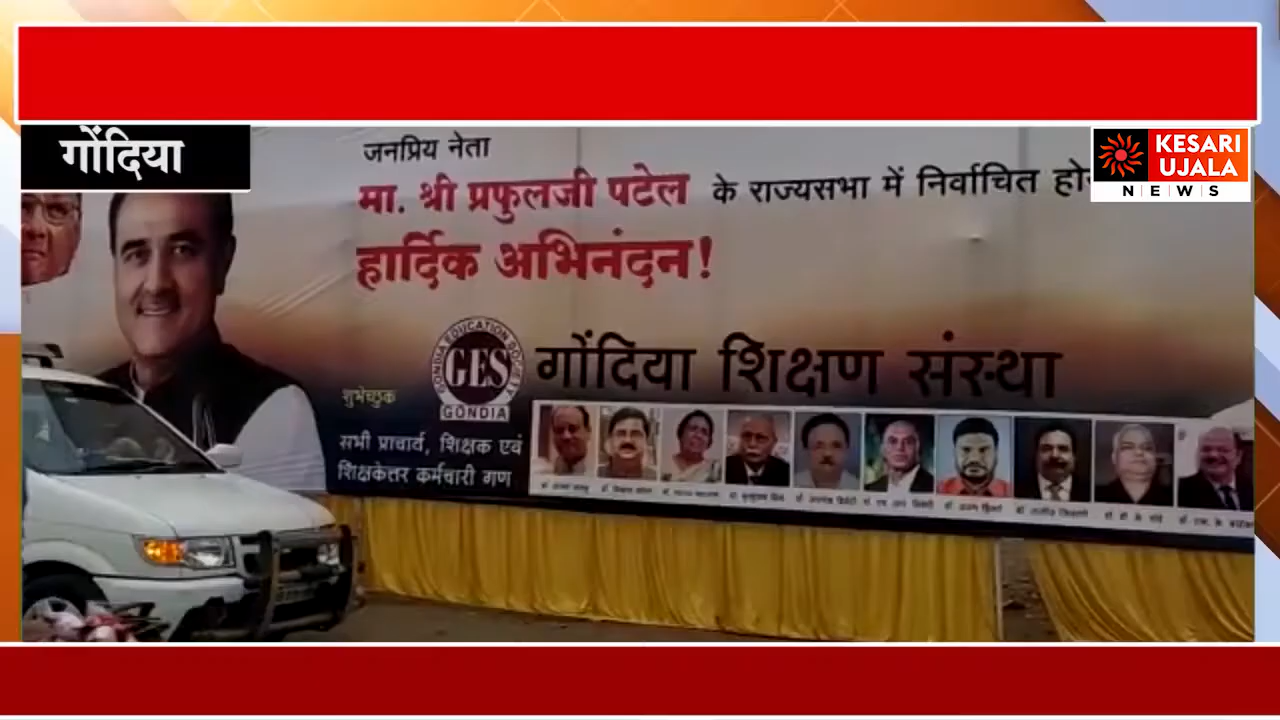 गोंदिया
KESARI
UJALA
NEWS
जनप्रिय नेता
मा. श्री प्रफुलजी पटेल के राज्यसभा में निर्वाचित
हार्दिक अभिनंदन!
GONDIA EDUCATION SOCIETY
GES
GONDIA
गोंदिया शिक्षण संस्था
शुभेच्छुक
सभी प्राचार्य, शिक्षक एवं
शिक्षकेतर कर्मचारी गण